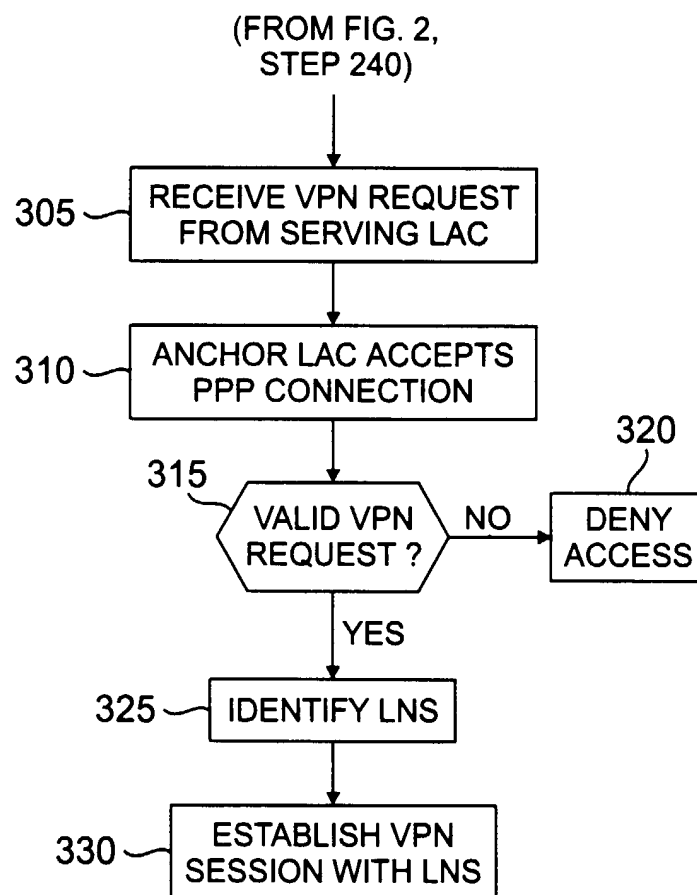 (FROM FIG. 2,
STEP 240)
305
RECEIVE VPN REQUEST
FROM SERVING LAC
310
ANCHOR LAC ACCEPTS
PPP CONNECTION
315
VALID VPN
REQUEST ?
NO
320
DENY
ACCESS
YES
325
IDENTIFY LNS
330
ESTABLISH VPN
SESSION WITH LNS